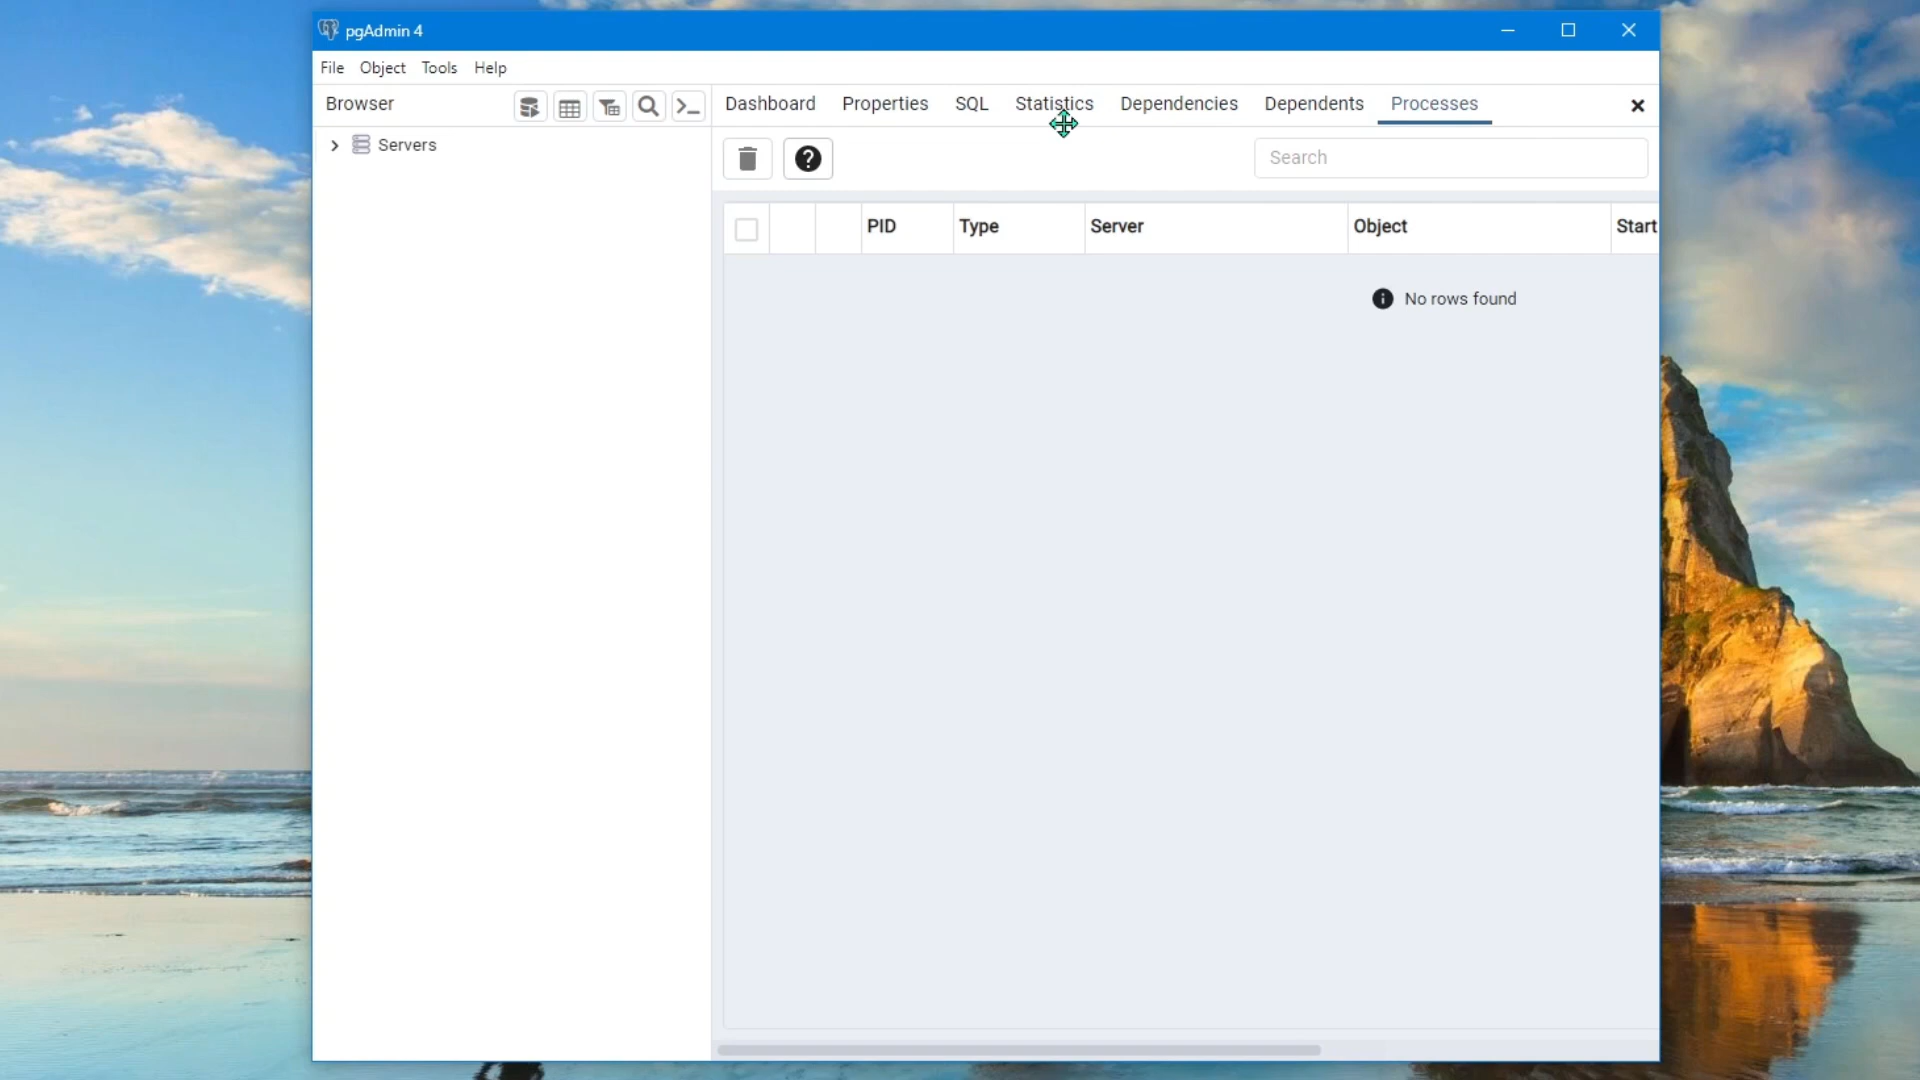 pgAdmin 4
File Object Tools Help
Browser
Dashboard Properties SQL Statistics Dependencies Dependents Processes
Servers
Search
PID Type Server Object Start
No rows found